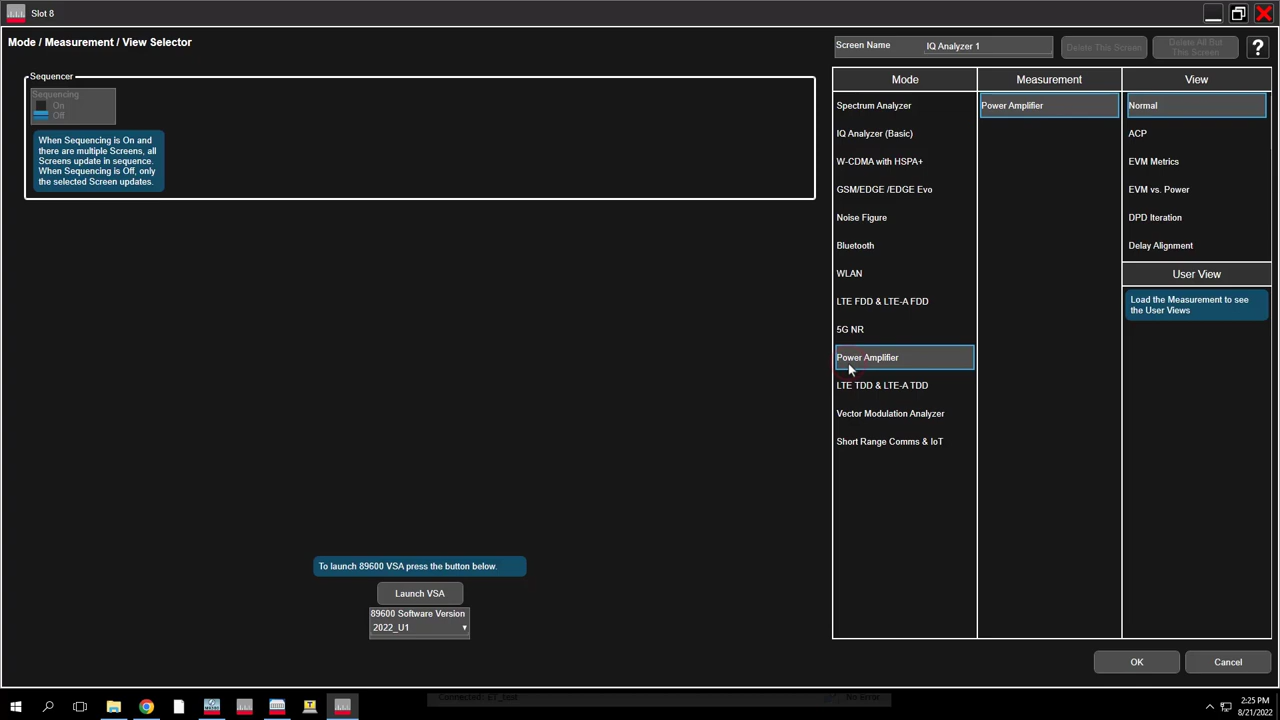 Slot 8
Mode / Measurement / View Selector
Screen Name
IQ Analyzer 1
Delete This Screen
Delete All But
This Screen
?
Sequencer
Sequencing
On
Off
When Sequencing is On and
there are multiple Screens, all
Screens update in sequence.
When Sequencing is Off, only
the selected Screen updates.
Mode
Spectrum Analyzer
IQ Analyzer (Basic)
W-CDMA with HSPA+
GSM/EDGE /EDGE Evo
Noise Figure
Bluetooth
WLAN
LTE FDD & LTE-A FDD
5G NR
Power Amplifier
LTE TDD & LTE-A TDD
Vector Modulation Analyzer
Short Range Comms & IoT
Measurement
Power Amplifier
View
Normal
ACP
EVM Metrics
EVM vs. Power
DPD Iteration
Delay Alignment
User View
Load the Measurement to see
the User Views
To launch 89600 VSA press the button below.
Launch VSA
89600 Software Version
2022_U1
OK
Cancel
No Error
2:25 PM
8/21/2022